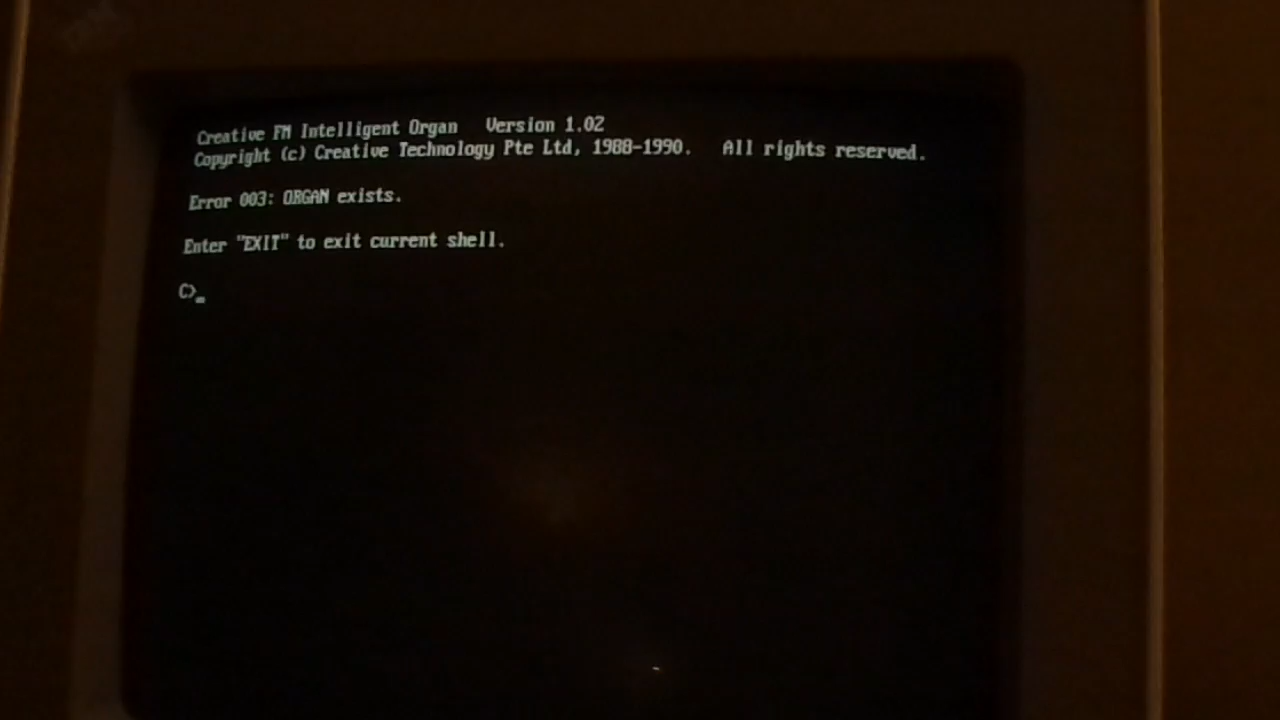 Creative FM Intelligent Organ Version 1.02
Copyright (c) Creative Technology Pte Ltd, 1988-1990. All rights reserved.
Error 003: ORGAN exists.
Enter "EXIT" to exit current shell.
C>_